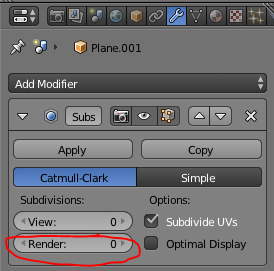 Plane.001
Add Modifier
Subs
Apply Copy
Catmull-Clark Simple
Subdivisions: Options:
View: 0 Subdivide UVs
Render: 0 Optimal Display